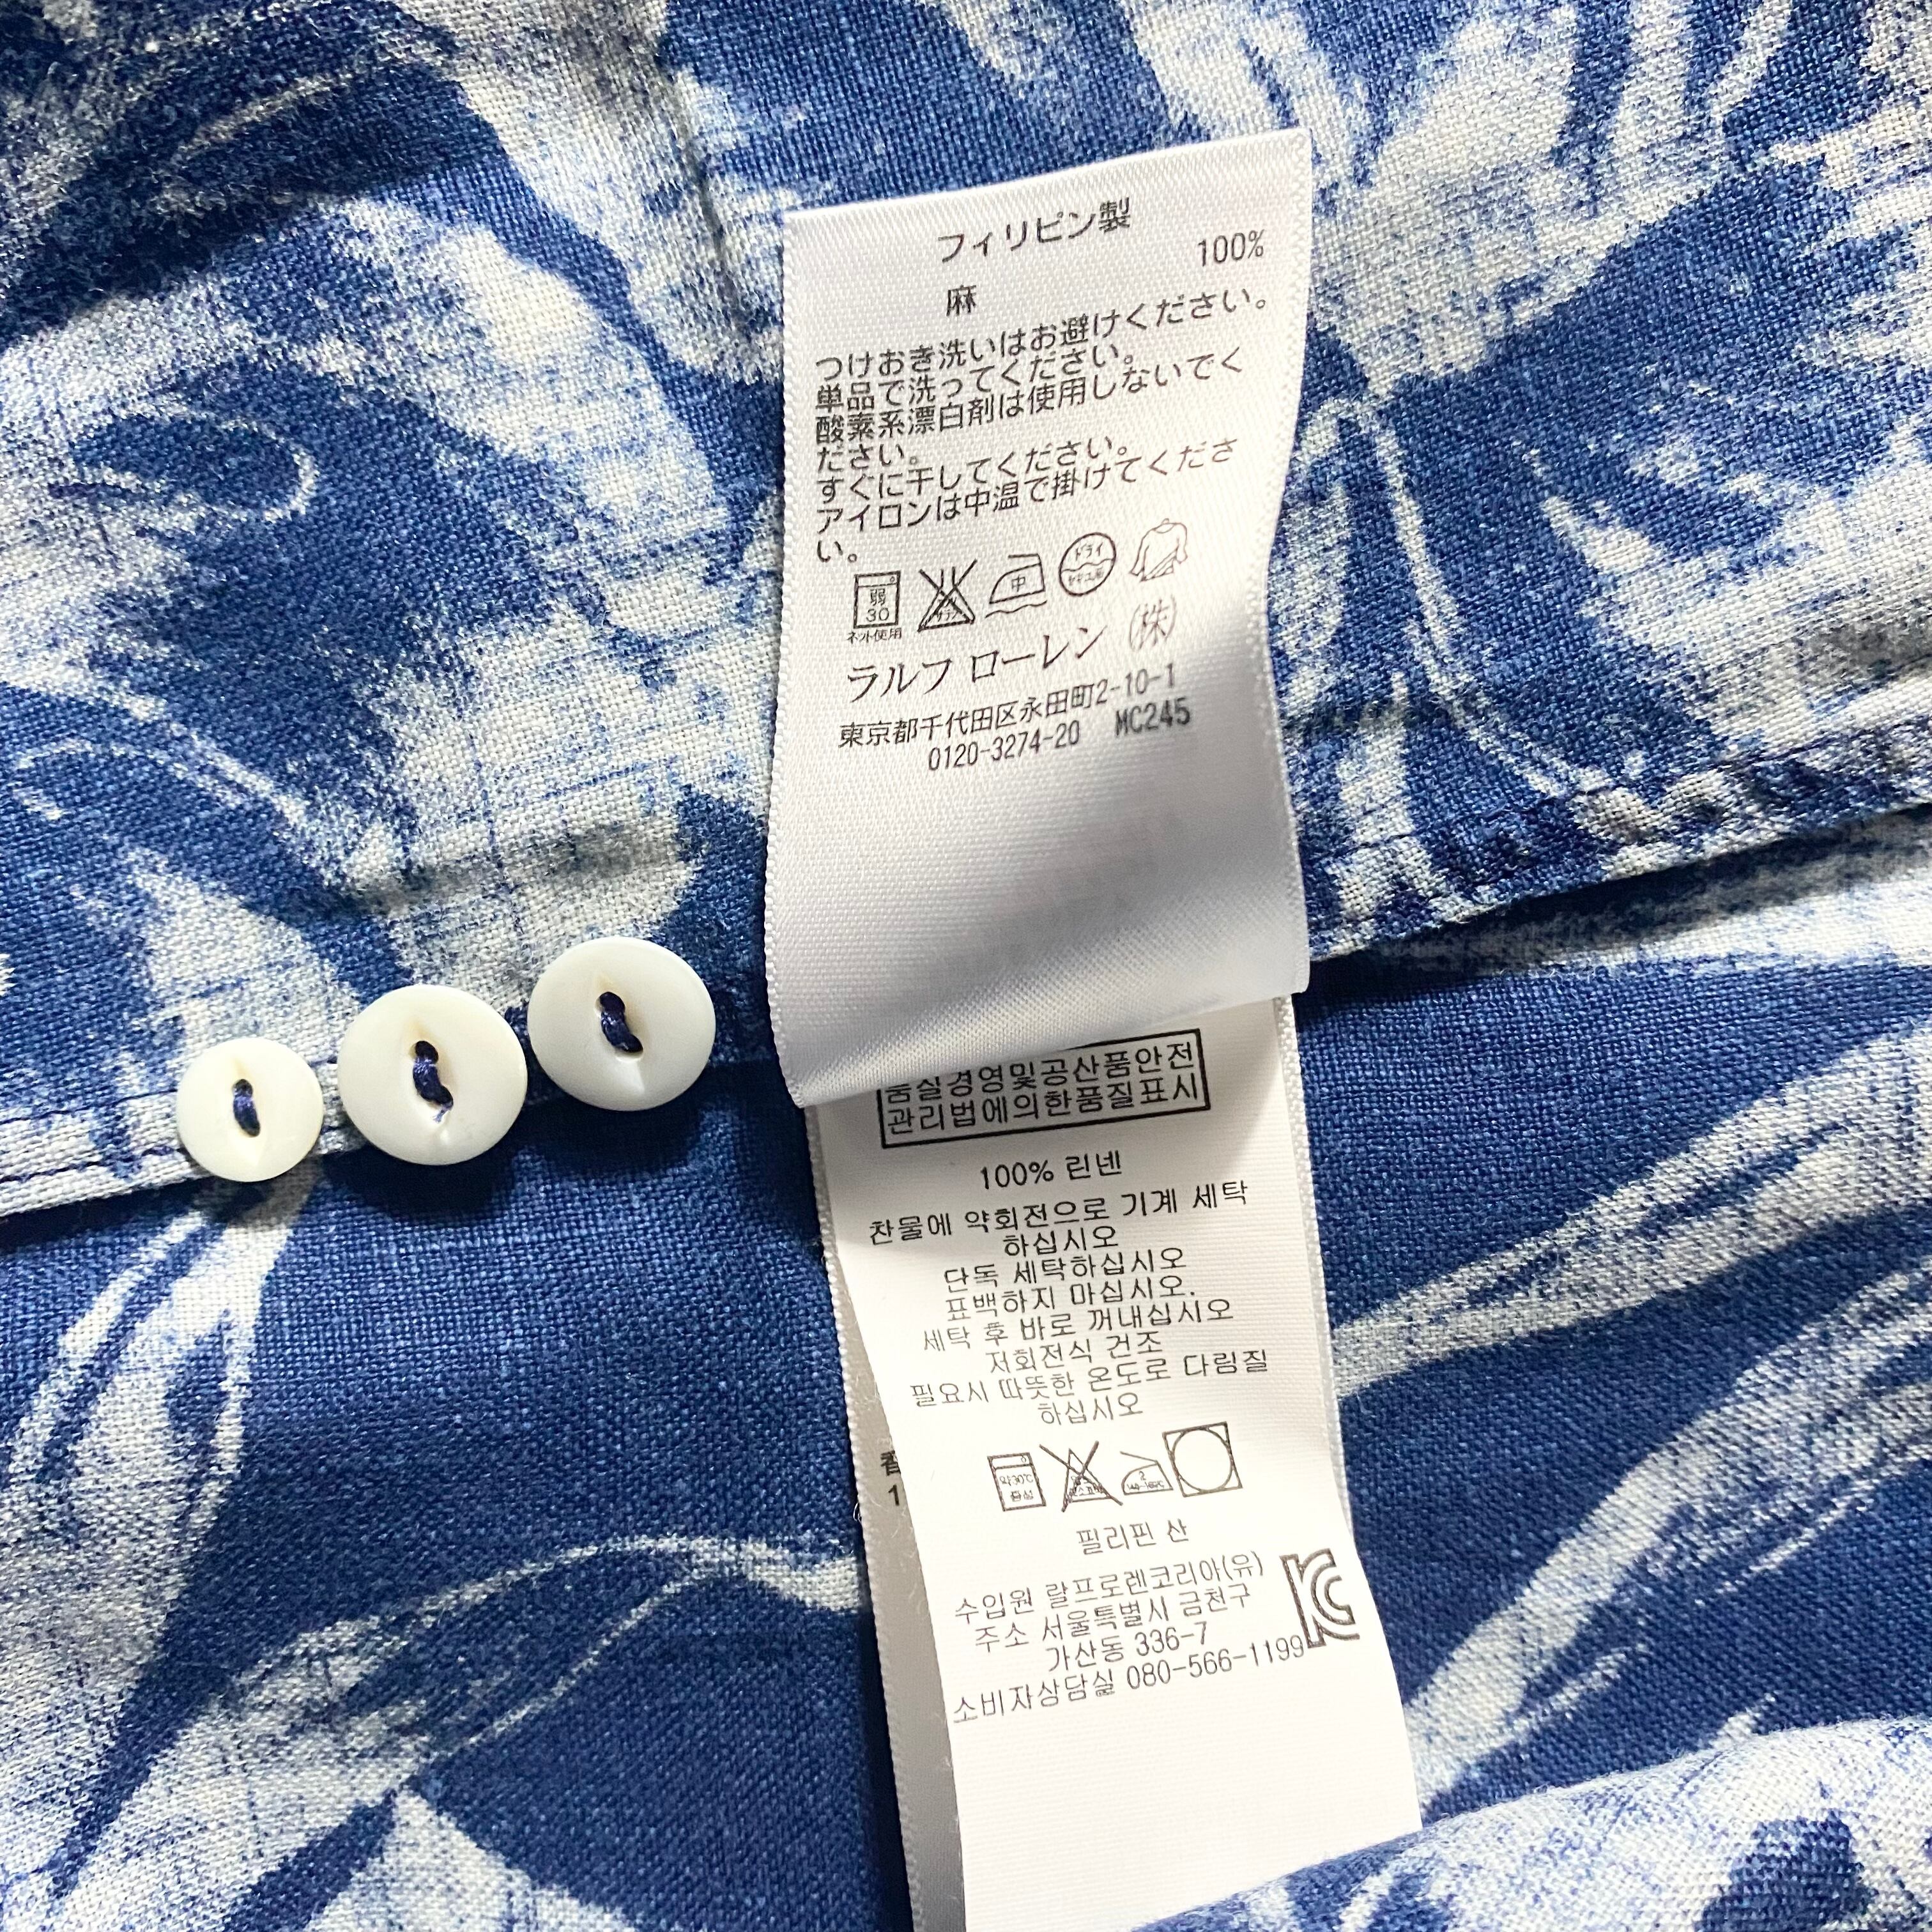 フィリピン製
100%
麻
つけおき洗いはお避けください。
単品で洗ってください。
酸素系漂白剤は使用しないでく
ださい。
すぐに干してください。
アイロンは中温で掛けてくださ
い。
弱
30
ネット使用
中
ドライ
ラルフ ローレン (株)
東京都千代田区永田町2-10-1
0120-3274-20 MC245
품질경영및공산품안전
관리법에의한품질표시
100% 린넨
찬물에 약회전으로 기계 세탁
하십시오
단독 세탁하십시오
표백하지 마십시오.
세탁 후 바로 꺼내십시오
저회전식 건조
필요시 따뜻한 온도로 다림질
하십시오
약30℃
중성
필리핀 산
수입원 랄프로렌코리아(유)
주소 서울특별시 금천구
가산동 336-7
소비자상담실 080-566-1199